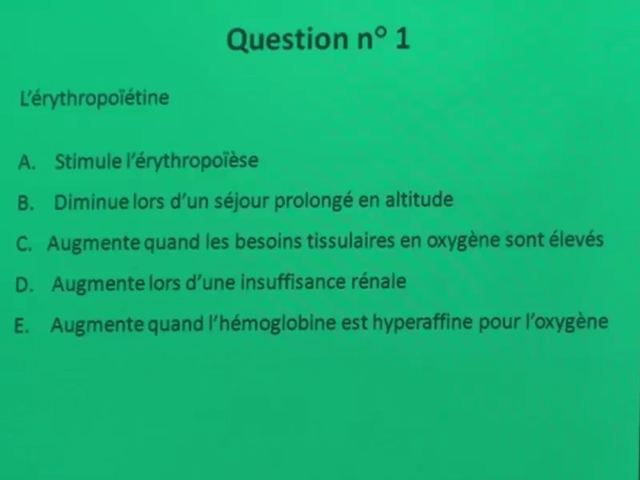 Question n° 1
L'érythropoïétine
A. Stimule l'érythropoïèse
B. Diminue lors d'un séjour prolongé en altitude
C. Augmente quand les besoins tissulaires en oxygène sont élevés
D. Augmente lors d'une insuffisance rénale
E. Augmente quand l'hémoglobine est hyperaffine pour l'oxygène